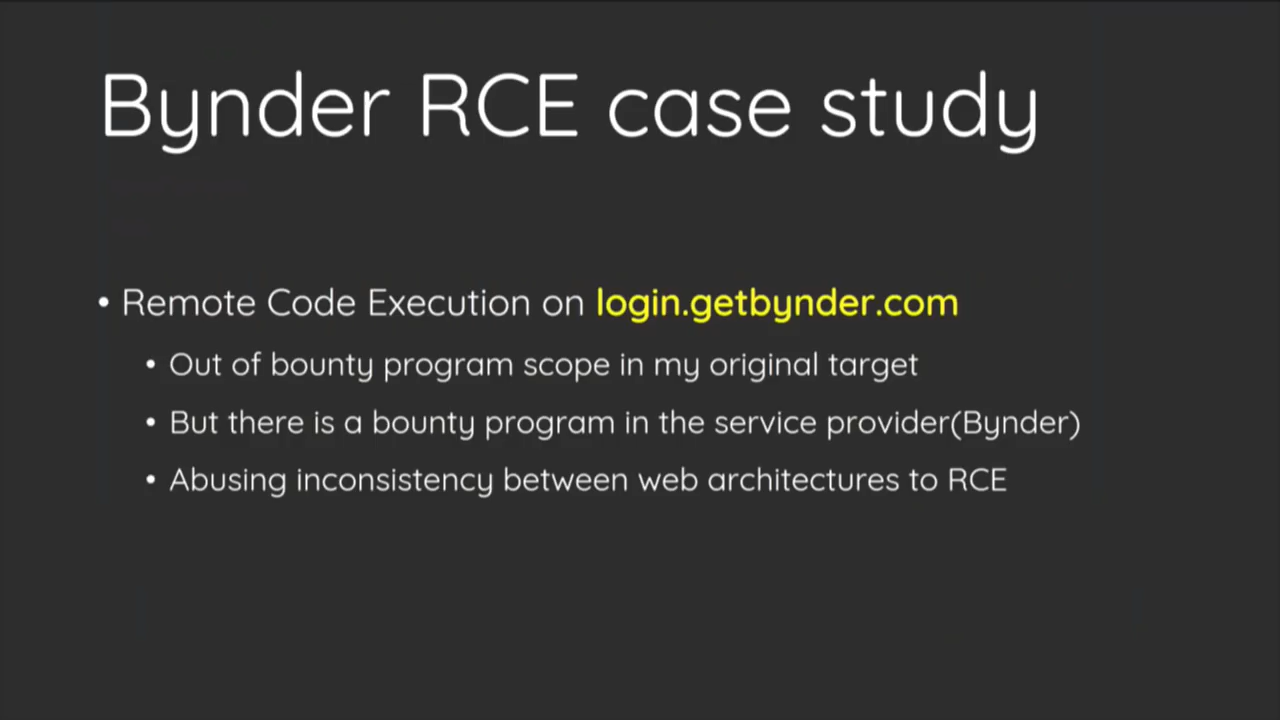 Bynder RCE case study
• Remote Code Execution on login.getbynder.com
• Out of bounty program scope in my original target
• But there is a bounty program in the service provider(Bynder)
• Abusing inconsistency between web architectures to RCE